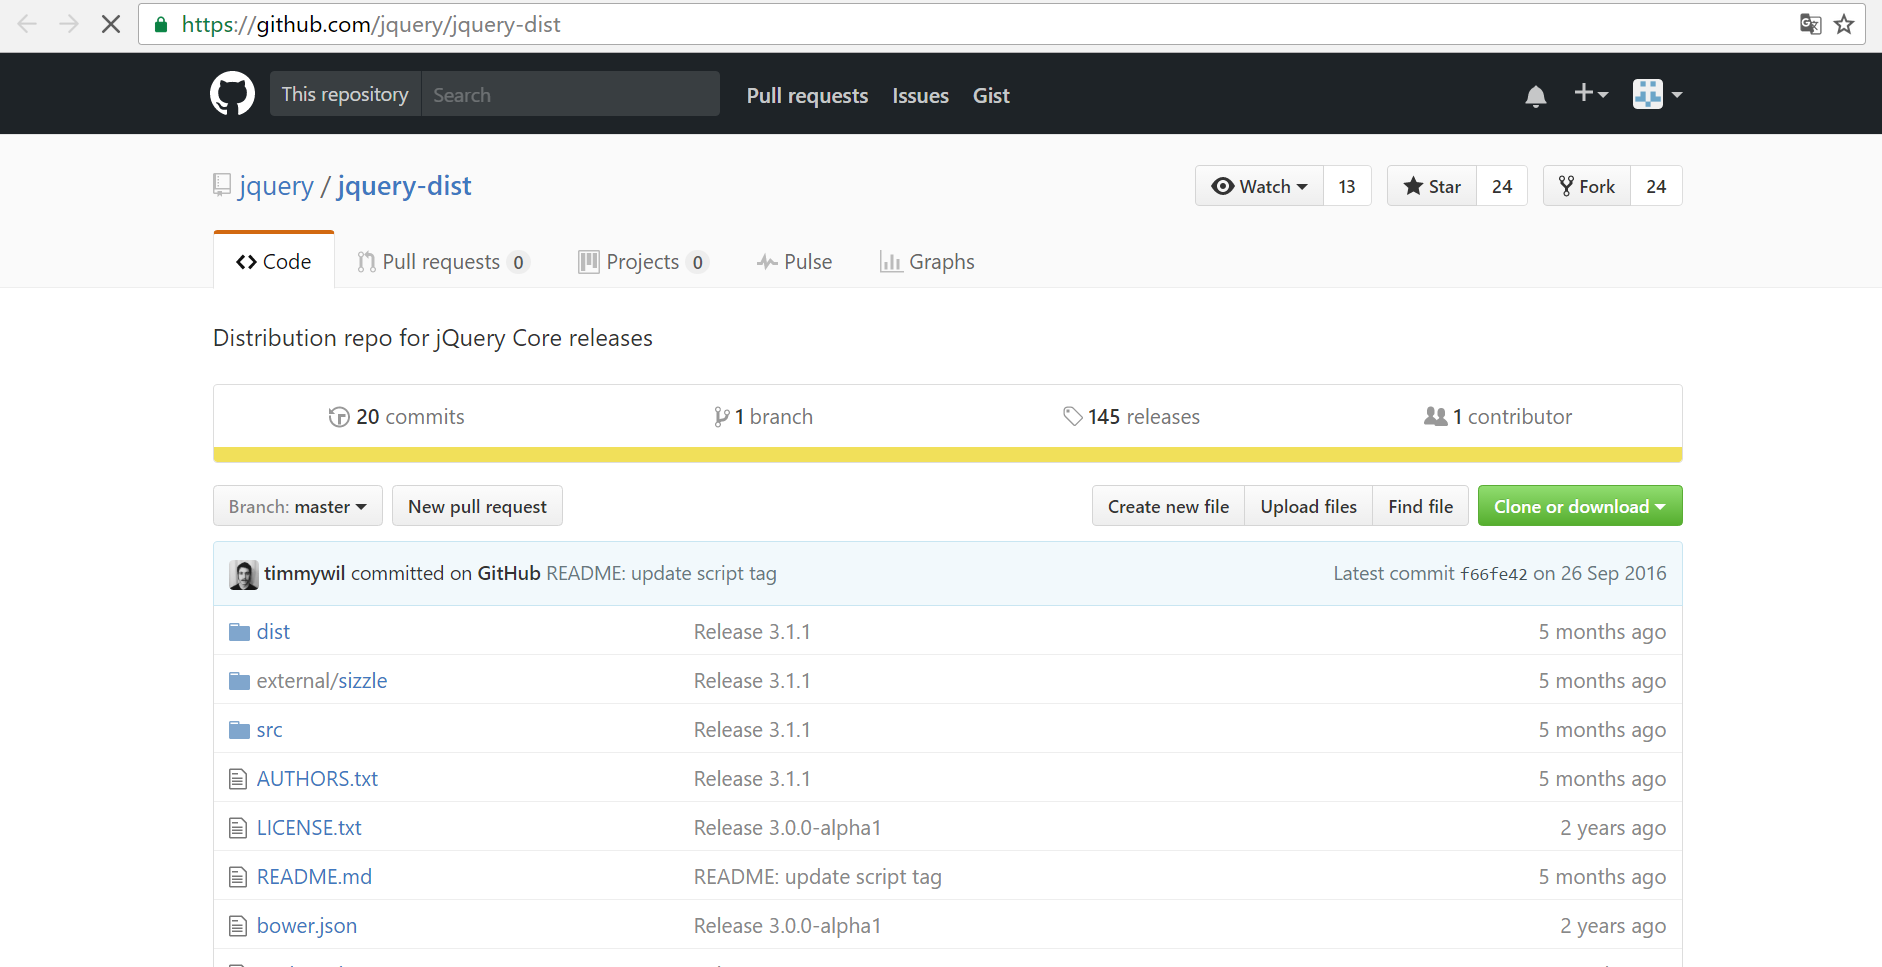 https://github.com/jquery/jquery-dist
This repository Search Pull requests Issues Gist
jquery / jquery-dist Watch 13 Star 24 Fork 24
Code Pull requests 0 Projects 0 Pulse Graphs
Distribution repo for jQuery Core releases
20 commits 1 branch 145 releases 1 contributor
Branch: master New pull request Create new file Upload files Find file Clone or download
timmywil committed on GitHub README: update script tag Latest commit f66fe42 on 26 Sep 2016
dist Release 3.1.1 5 months ago
external/sizzle Release 3.1.1 5 months ago
src Release 3.1.1 5 months ago
AUTHORS.txt Release 3.1.1 5 months ago
LICENSE.txt Release 3.0.0-alpha1 2 years ago
README.md README: update script tag 5 months ago
bower.json Release 3.0.0-alpha1 2 years ago